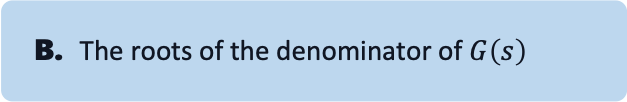 B. The roots of the denominator of G(s)